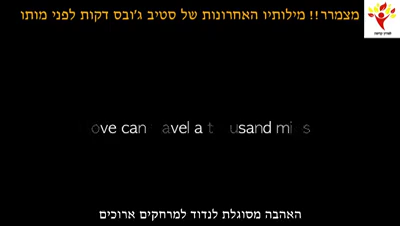 מצמרר!! מילותיו האחרונות של סטיב ג'ובס דקות לפני מותו
ove can avel a t usand mi s
האהבה מסוגלת לנדוד למרחקים ארוכים